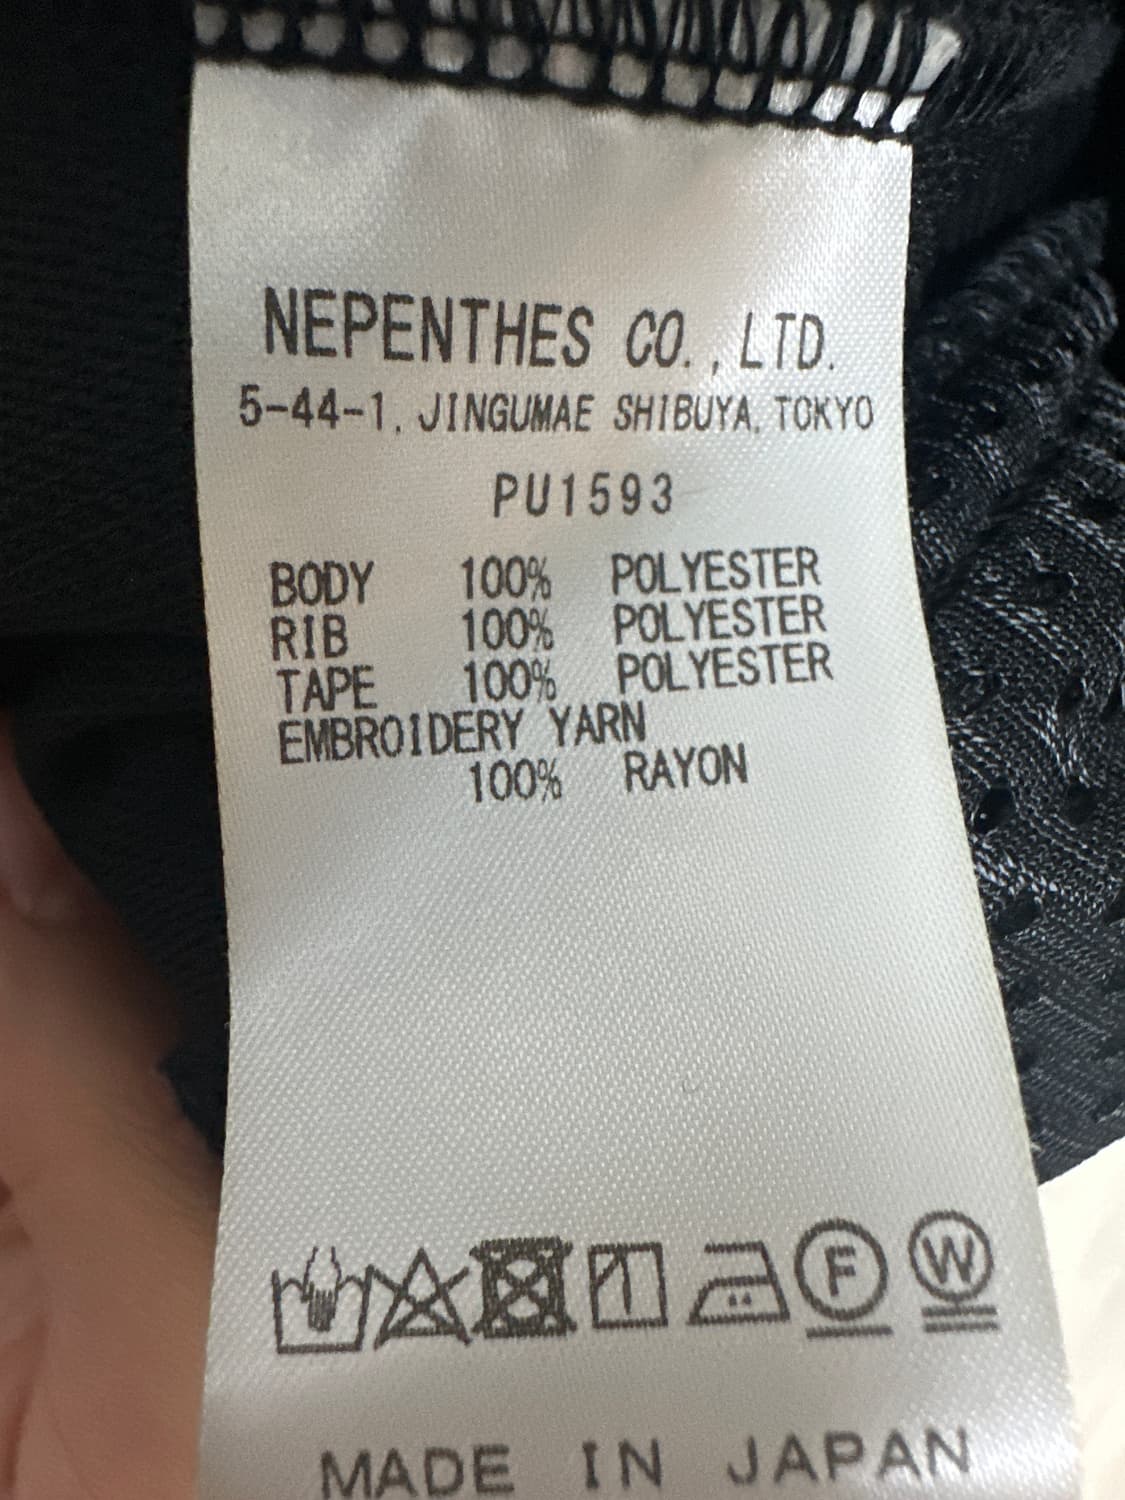 NEPENTHES CO., LTD.
5-44-1, JINGUMAE SHIBUYA, TOKYO
PU1593
BODY 100% POLYESTER
RIB 100% POLYESTER
TAPE 100% POLYESTER
EMBROIDERY YARN
100% RAYON
F W
MADE IN JAPAN